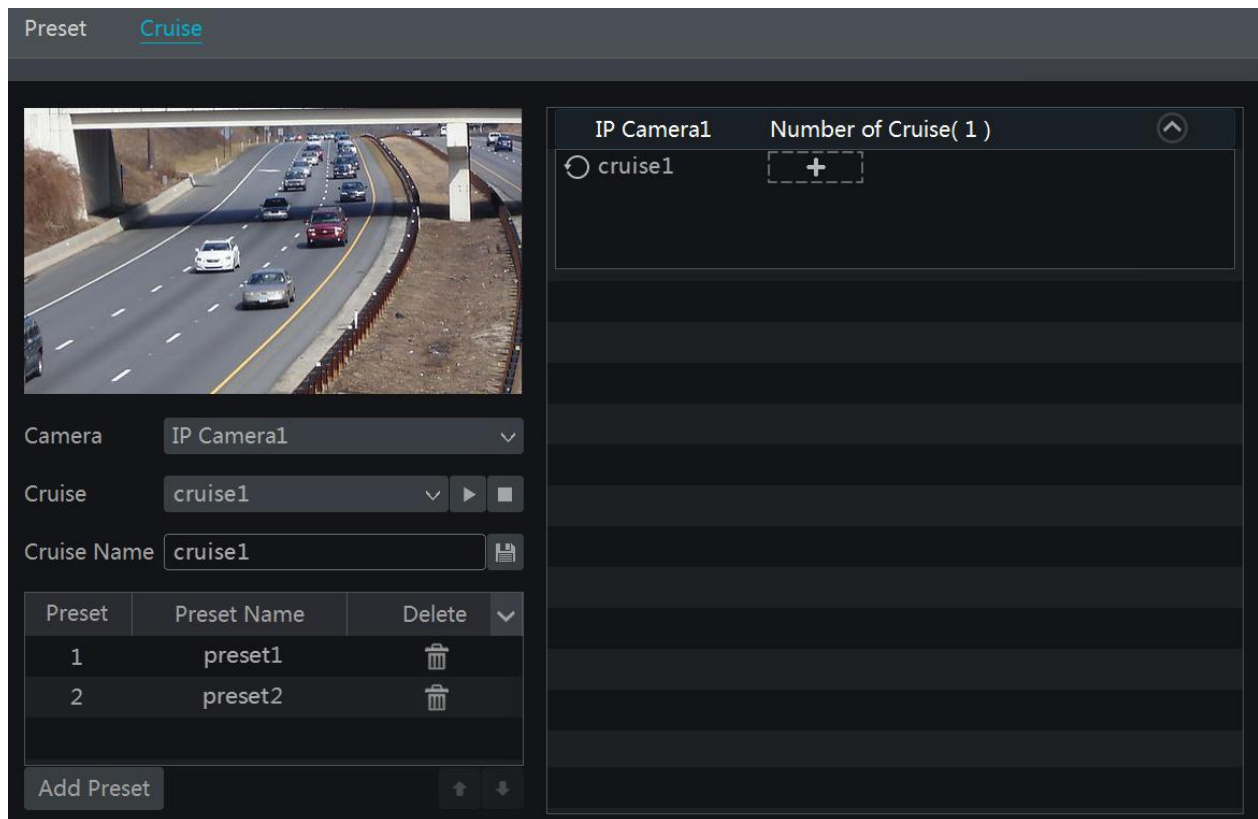 Preset Cruise
IP Camera1 Number of Cruise( 1 )
cruise1
Camera IP Camera1
Cruise cruise1
Cruise Name cruise1
Preset Preset Name Delete
1 preset1
2 preset2
Add Preset